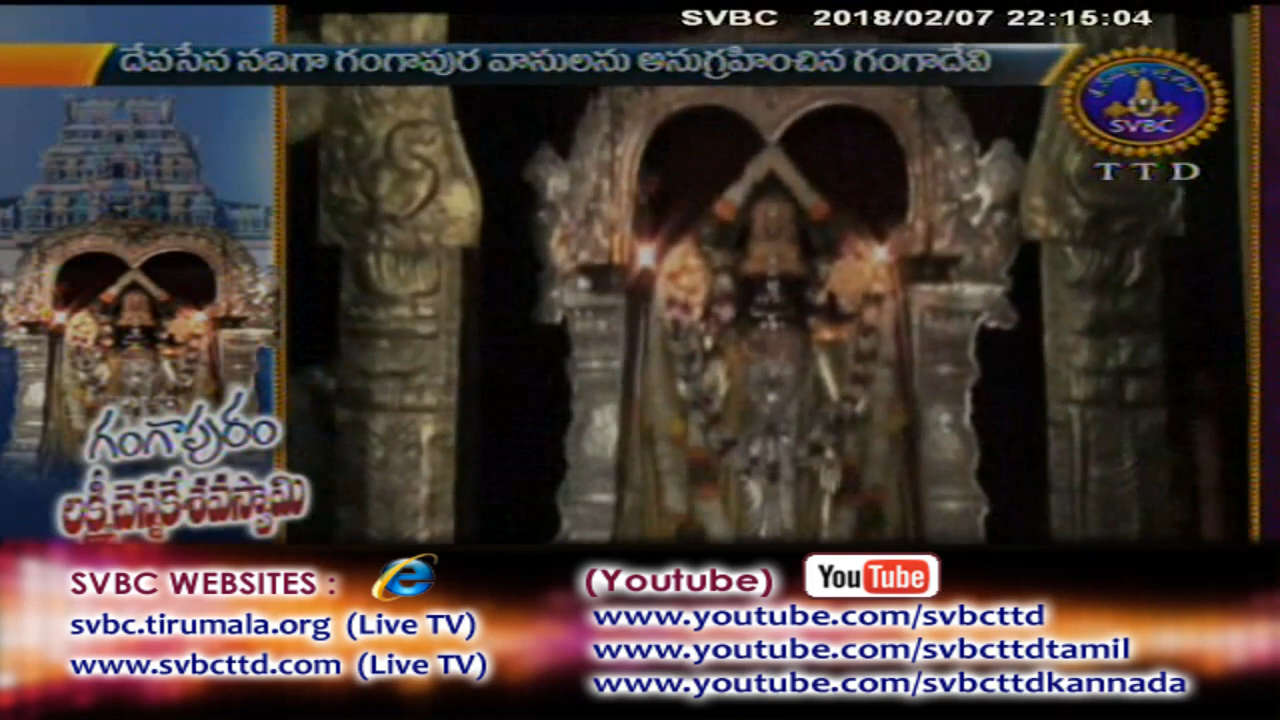 SVBC 2018/02/07 22:15:04
దేవసేన నదిగా గంగాపుర వాసులను అనుగ్రహించిన గంగాదేవి
SVBC
TTD
గంగాపురం
లక్ష్మీచెన్నకేశవస్వామి
SVBC WEBSITES :
svbc.tirumala.org (Live TV)
www.svbcttd.com (Live TV)
(Youtube) YouTube
www.youtube.com/svbcttd
www.youtube.com/svbcttdtamil
www.youtube.com/svbcttdkannada